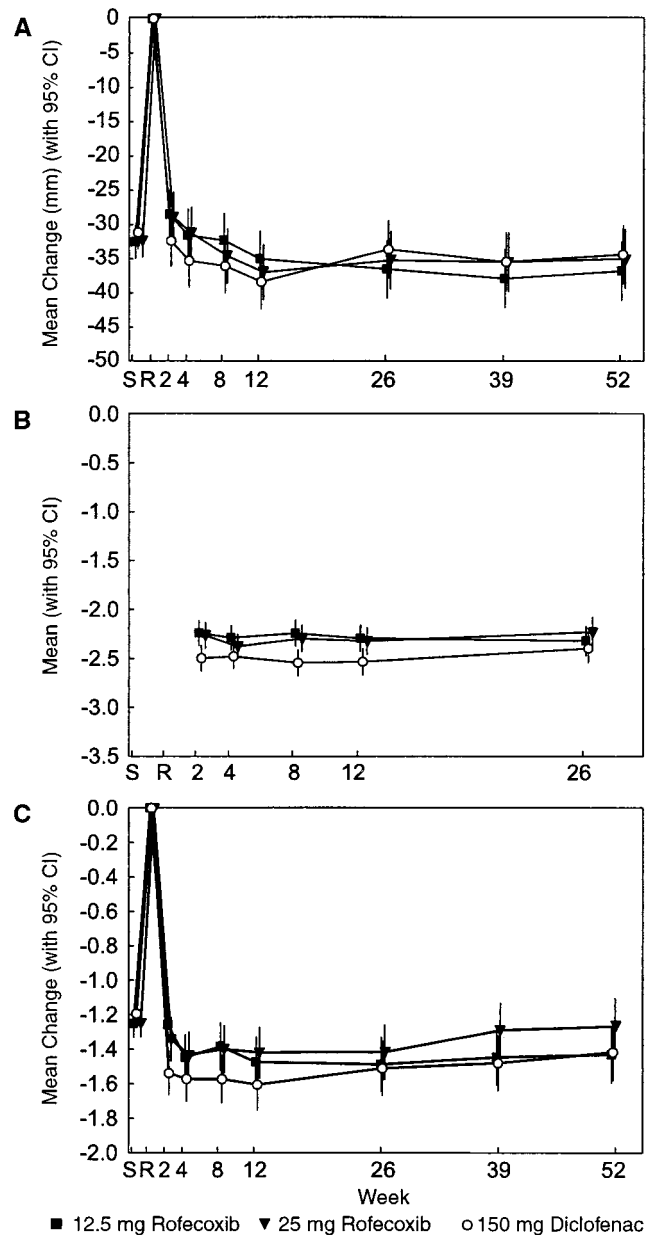 A
Mean Change (mm) (with 95% CI)
0
-5
-10
-15
-20
-25
-30
-35
-40
-45
-50
S R 2 4 8 12 26 39 52
B
Mean (with 95% CI)
0.0
-0.5
-1.0
-1.5
-2.0
-2.5
-3.0
-3.5
S R 2 4 8 12 26
C
Mean Change (with 95% CI)
0.0
-0.2
-0.4
-0.6
-0.8
-1.0
-1.2
-1.4
-1.6
-1.8
-2.0
S R 2 4 8 12 26 39 52
Week
12.5 mg Rofecoxib 25 mg Rofecoxib 150 mg Diclofenac